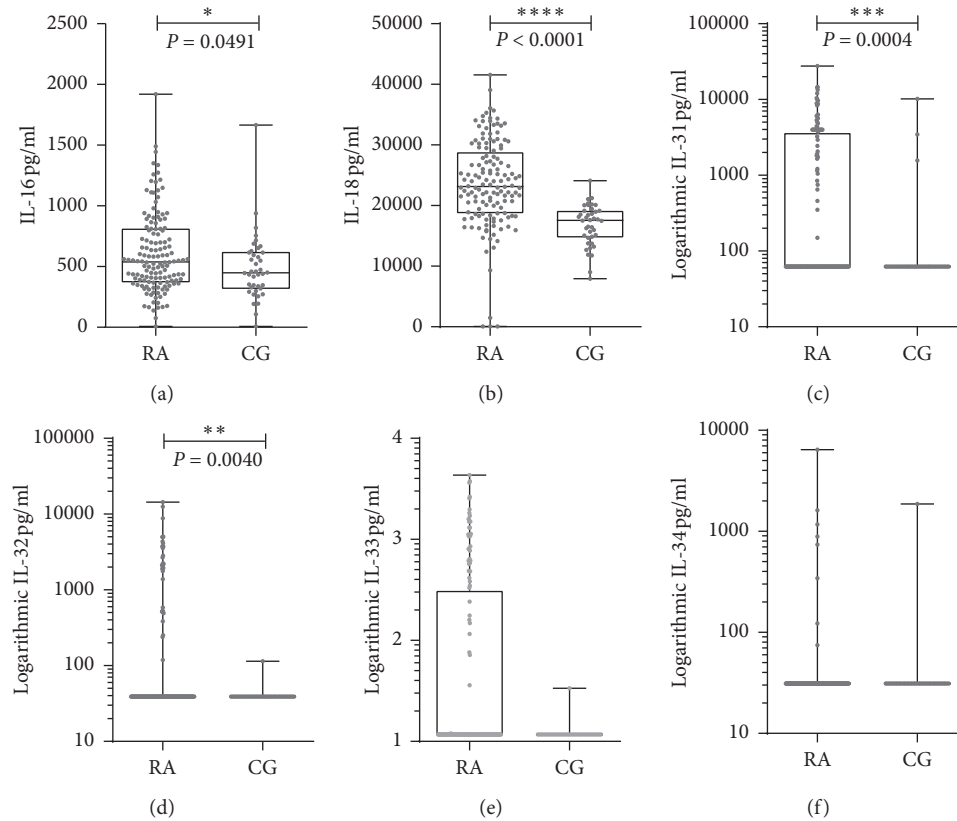 *
P = 0.0491
2500
2000
1500
1000
500
0
IL-16 pg/ml
RA CG
(a)
****
P < 0.0001
50000
40000
30000
20000
10000
0
IL-18 pg/ml
RA CG
(b)
***
P = 0.0004
100000
10000
1000
100
10
Logarithmic IL-31 pg/ml
RA CG
(c)
**
P = 0.0040
100000
10000
1000
100
10
Logarithmic IL-32 pg/ml
RA CG
(d)
4
3
2
1
Logarithmic IL-33 pg/ml
RA CG
(e)
10000
1000
100
10
Logarithmic IL-34 pg/ml
RA CG
(f)